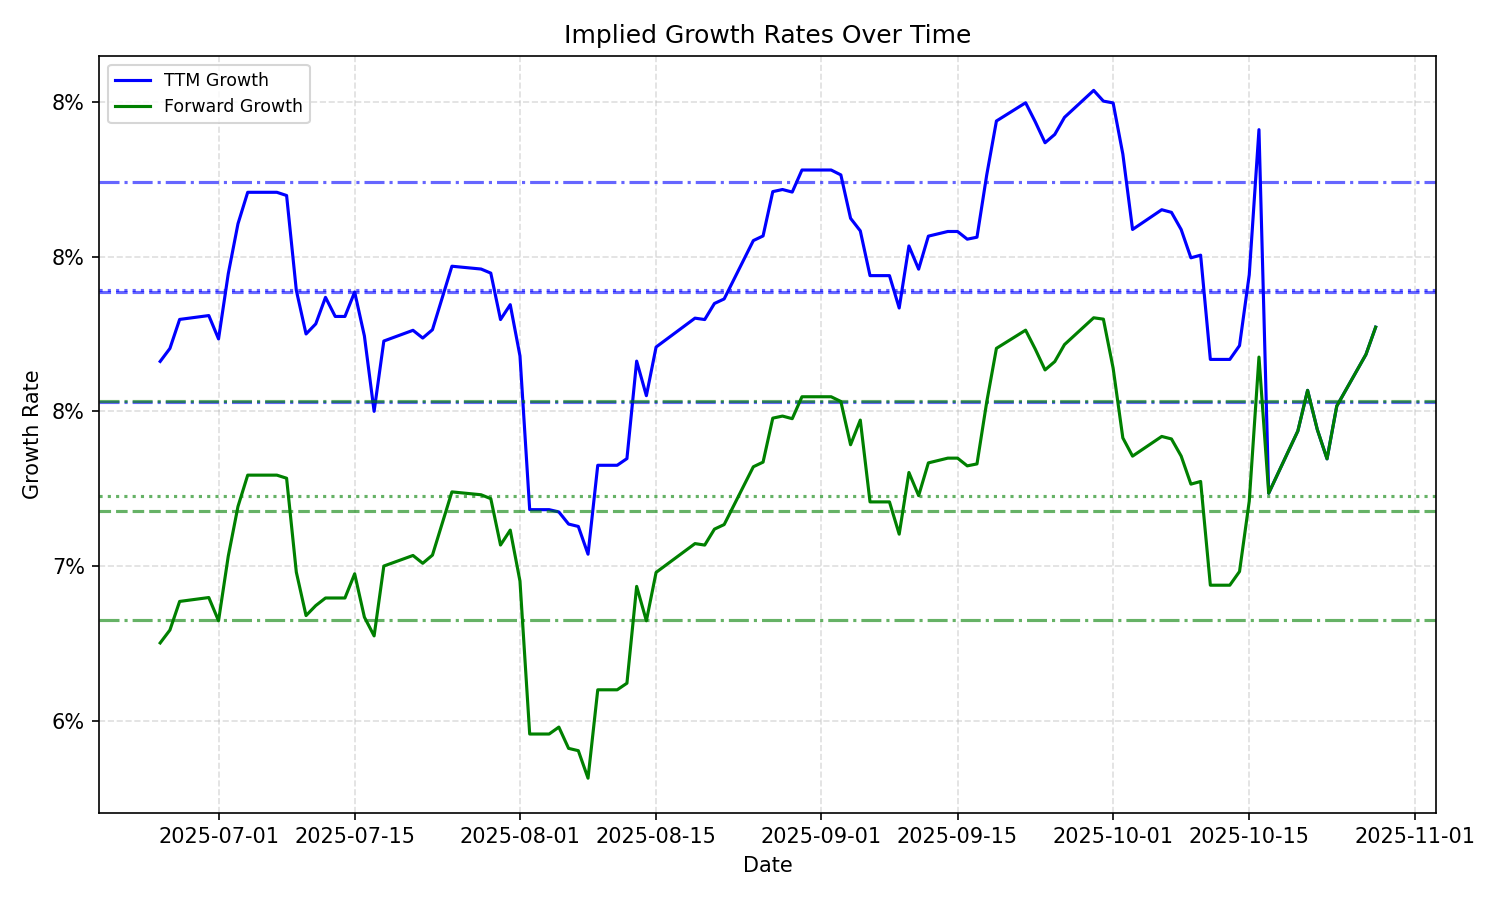 Implied Growth Rates Over Time
TTM Growth
Forward Growth
8%
8%
8%
7%
6%
Growth Rate
2025-07-01
2025-07-15
2025-08-01
2025-08-15
2025-09-01
2025-09-15
2025-10-01
2025-10-15
2025-11-01
Date